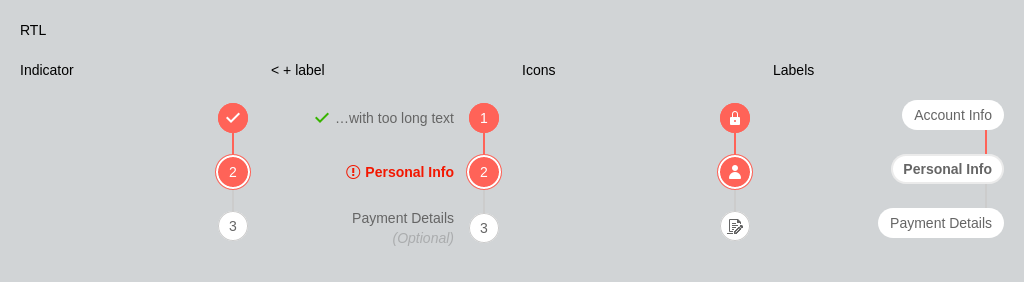 RTL
Indicator
< + label
Icons
Labels
2
3
…with too long text
1
Personal Info
2
Payment Details
(Optional)
3
Account Info
Personal Info
Payment Details